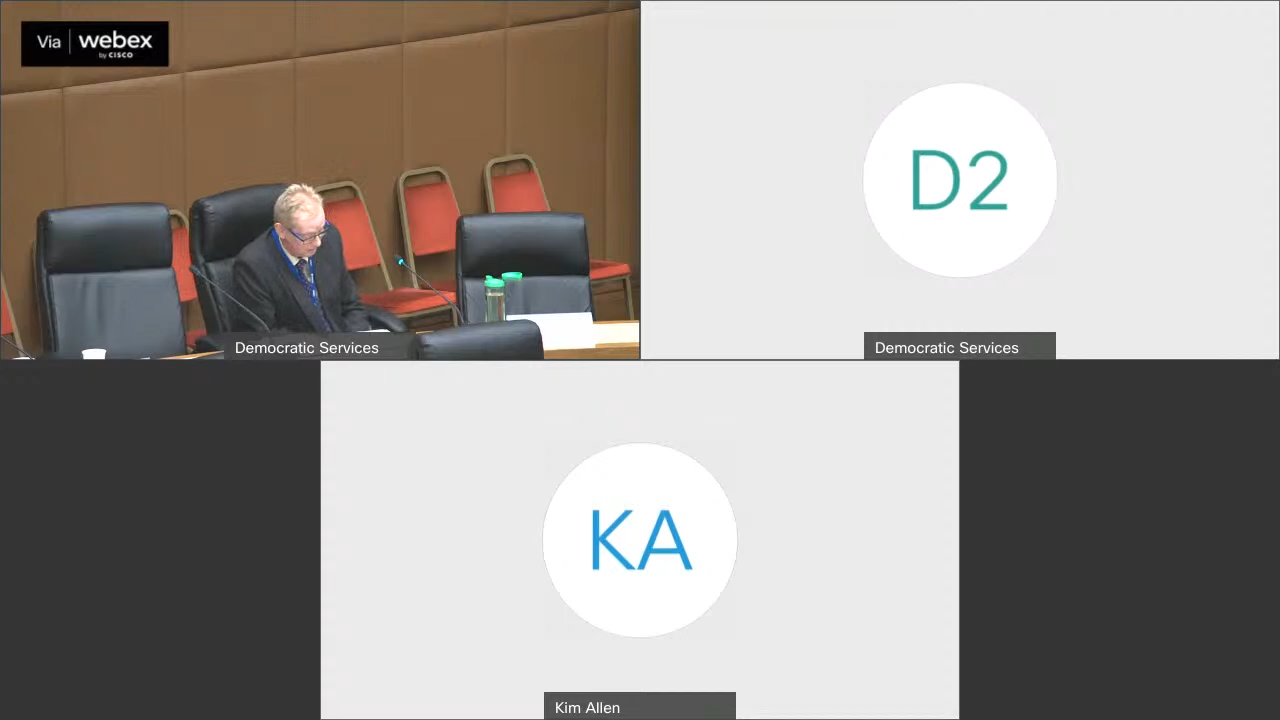 Via webex
by CISCO
D2
Democratic Services
Democratic Services
KA
Kim Allen